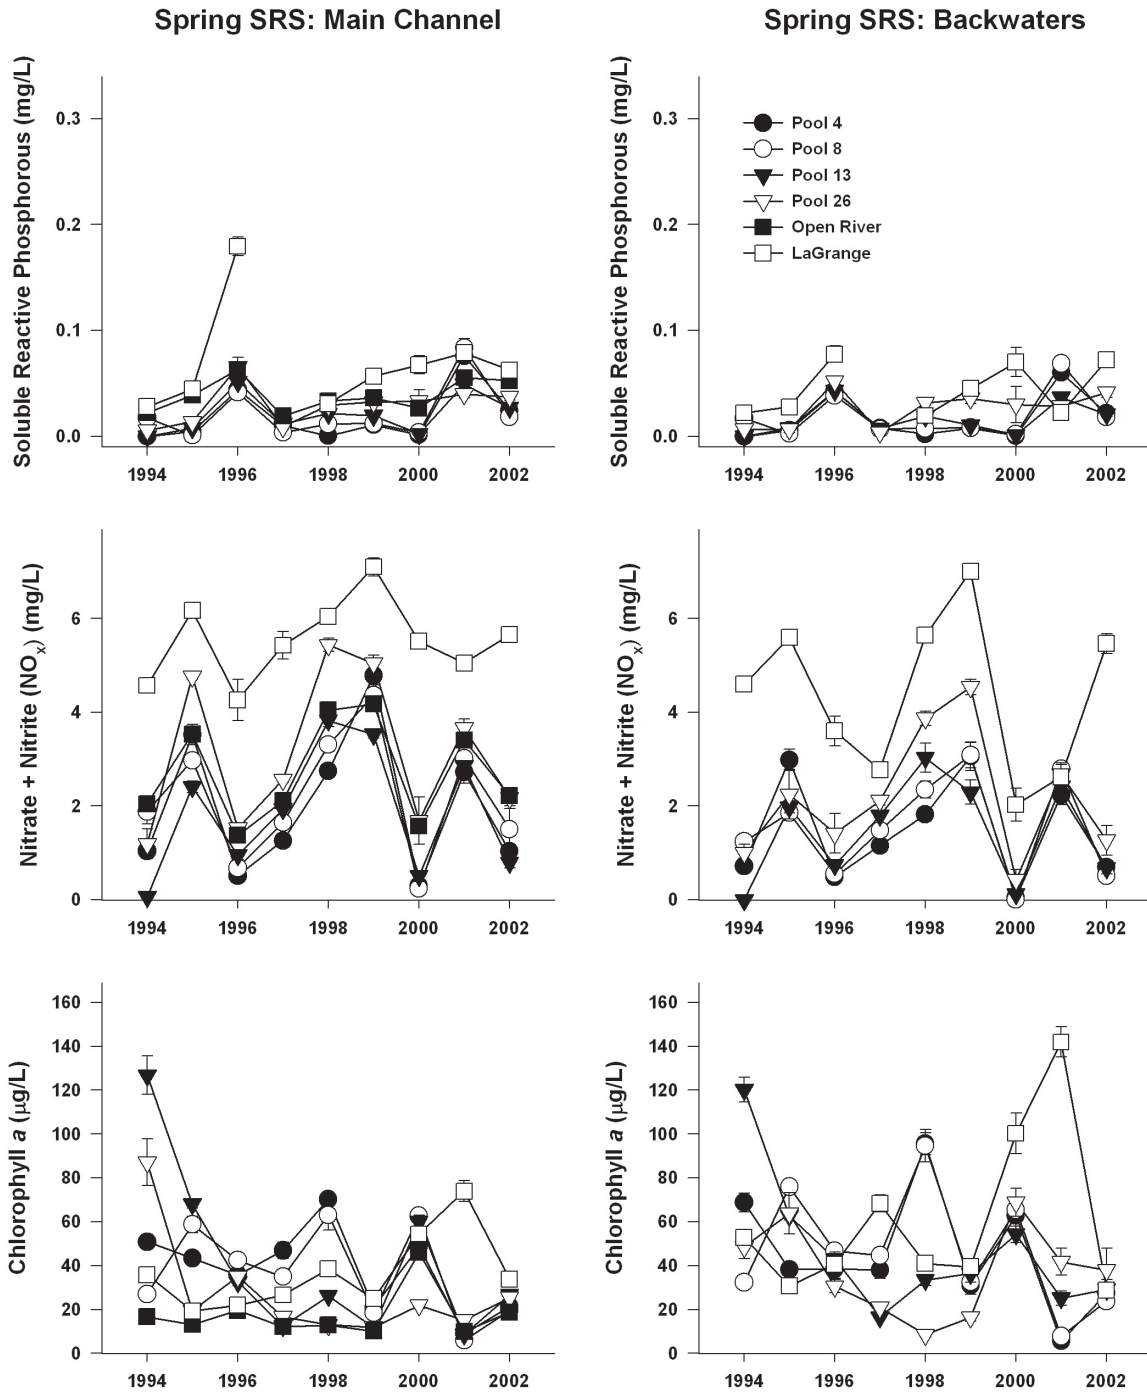 Spring SRS: Main Channel
Soluble Reactive Phosphorous (mg/L)
0.3
0.2
0.1
0.0
1994 1996 1998 2000 2002
Spring SRS: Backwaters
Soluble Reactive Phosphorous (mg/L)
0.3
0.2
0.1
0.0
Pool 4
Pool 8
Pool 13
Pool 26
Open River
LaGrange
1994 1996 1998 2000 2002
Nitrate + Nitrite (NOx) (mg/L)
6
4
2
0
1994 1996 1998 2000 2002
Nitrate + Nitrite (NOx) (mg/L)
6
4
2
0
1994 1996 1998 2000 2002
Chlorophyll a (μg/L)
160
140
120
100
80
60
40
20
0
1994 1996 1998 2000 2002
Chlorophyll a (μg/L)
160
140
120
100
80
60
40
20
0
1994 1996 1998 2000 2002